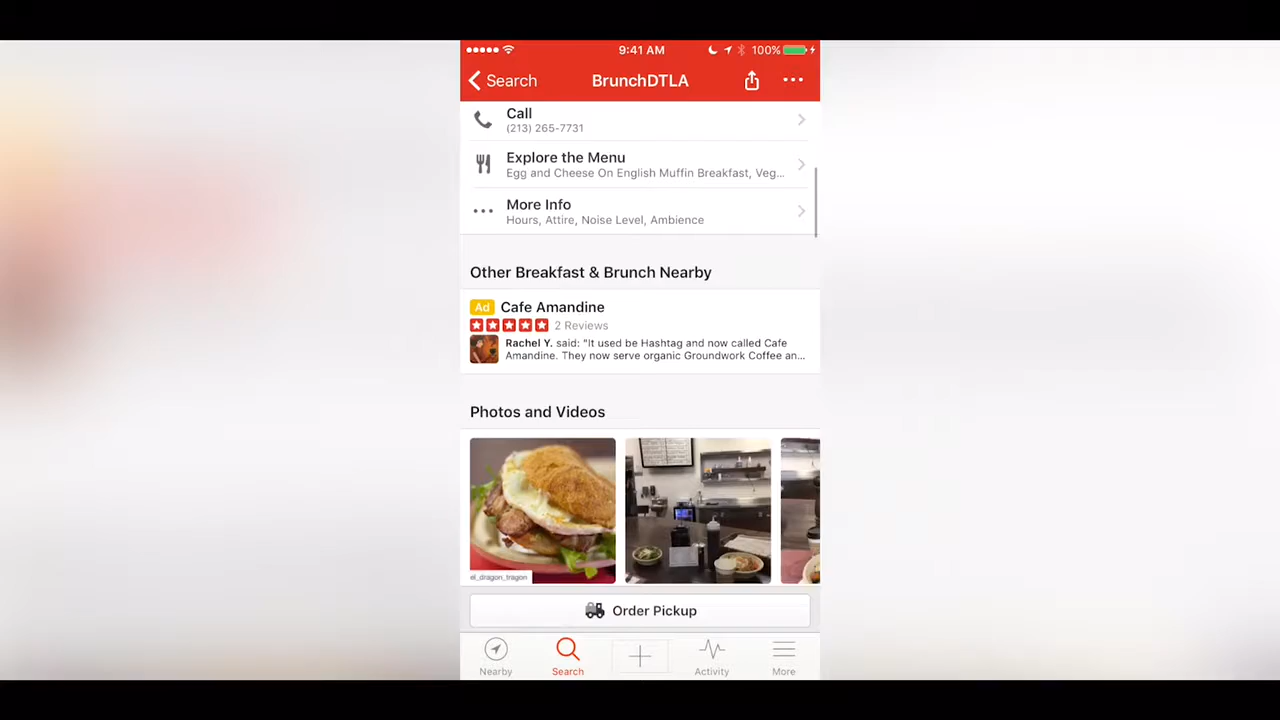 9:41 AM
100%
Search
BrunchDTLA
Call
(213) 265-7731
Explore the Menu
Egg and Cheese On English Muffin Breakfast, Veg...
More Info
Hours, Attire, Noise Level, Ambience
Other Breakfast & Brunch Nearby
Ad Cafe Amandine
2 Reviews
Rachel Y. said: "It used be Hashtag and now called Cafe
Amandine. They now serve organic Groundwork Coffee an...
Photos and Videos
el_dragon_tragon
Order Pickup
Nearby
Search
Activity
More